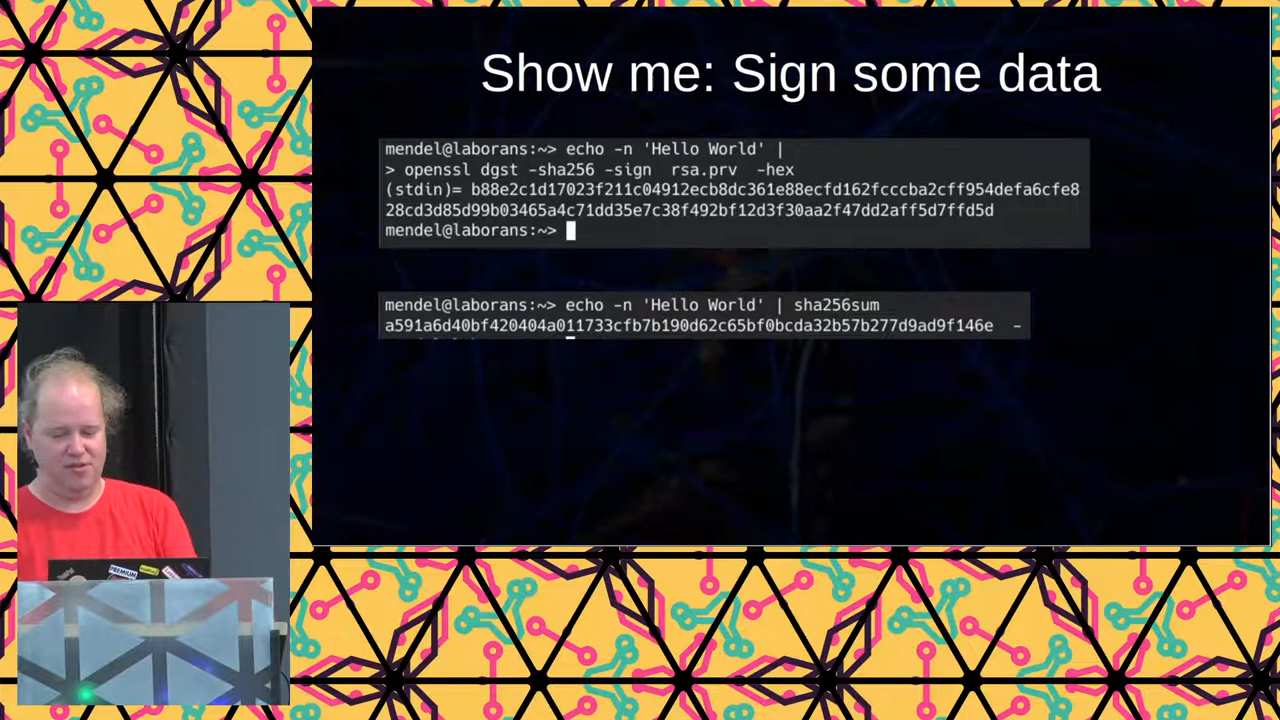 Show me: Sign some data
mendel@laborans:~> echo -n 'Hello World' |
> openssl dgst -sha256 -sign  rsa.prv  -hex
(stdin)= b88e2c1d17023f211c04912ecb8dc361e88ecfd162fcccba2cff954defa6cfe8
28cd3d85d99b03465a4c71dd35e7c38f492bf12d3f30aa2f47dd2aff5d7ffd5d
mendel@laborans:~>
mendel@laborans:~> echo -n 'Hello World' | sha256sum
a591a6d40bf420404a011733cfb7b190d62c65bf0bcda32b57b277d9ad9f146e  -
PREMIUM